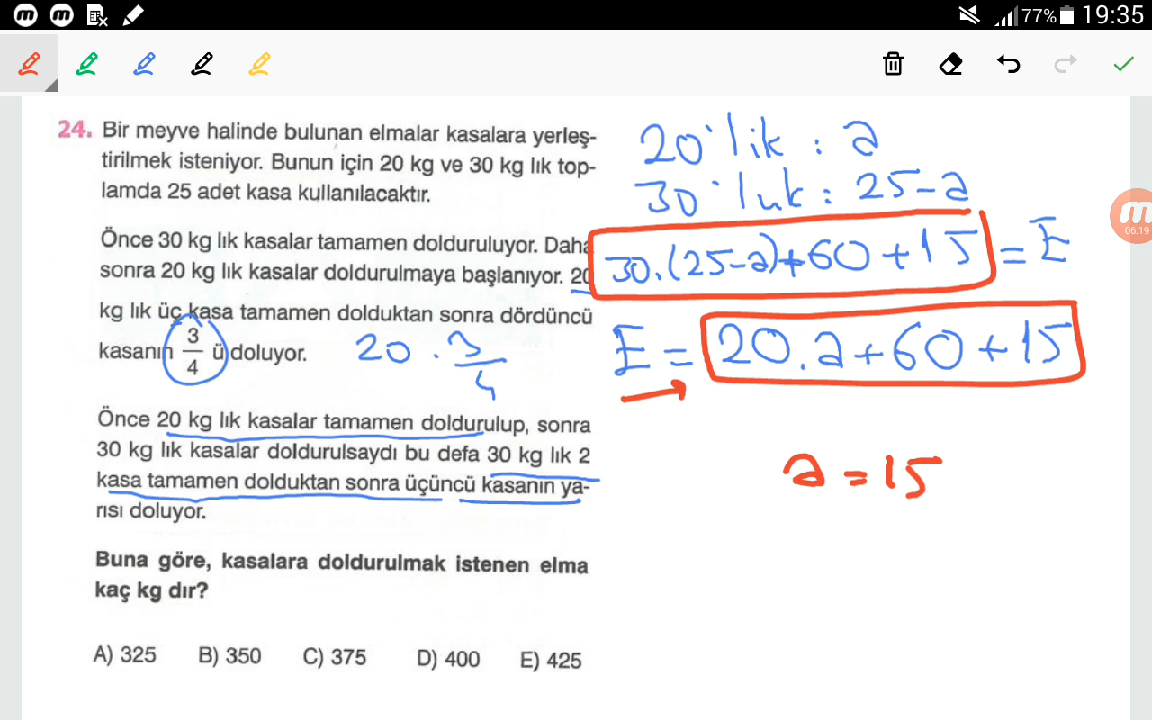 77% 19:35
24. Bir meyve halinde bulunan elmalar kasalara yerleş-
tirilmek isteniyor. Bunun için 20 kg ve 30 kg lık top-
lamda 25 adet kasa kullanılacaktır.
Önce 30 kg lık kasalar tamamen dolduruluyor. Daha
sonra 20 kg lık kasalar doldurulmaya başlanıyor. 20
kg lık üç kasa tamamen dolduktan sonra dördüncü
kasanın 3/4 ü doluyor.
20 . 3/4
Önce 20 kg lık kasalar tamamen doldurulup, sonra
30 kg lık kasalar doldurulsaydı bu defa 30 kg lık 2
kasa tamamen dolduktan sonra üçüncü kasanın ya-
rısı doluyor.
Buna göre, kasalara doldurulmak istenen elma
kaç kg dır?
A) 325 B) 350 C) 375 D) 400 E) 425
20'lik : a
30'luk : 25-a
30.(25-a)+60+15 = E
E = 20.a+60+15
a = 15
06.19